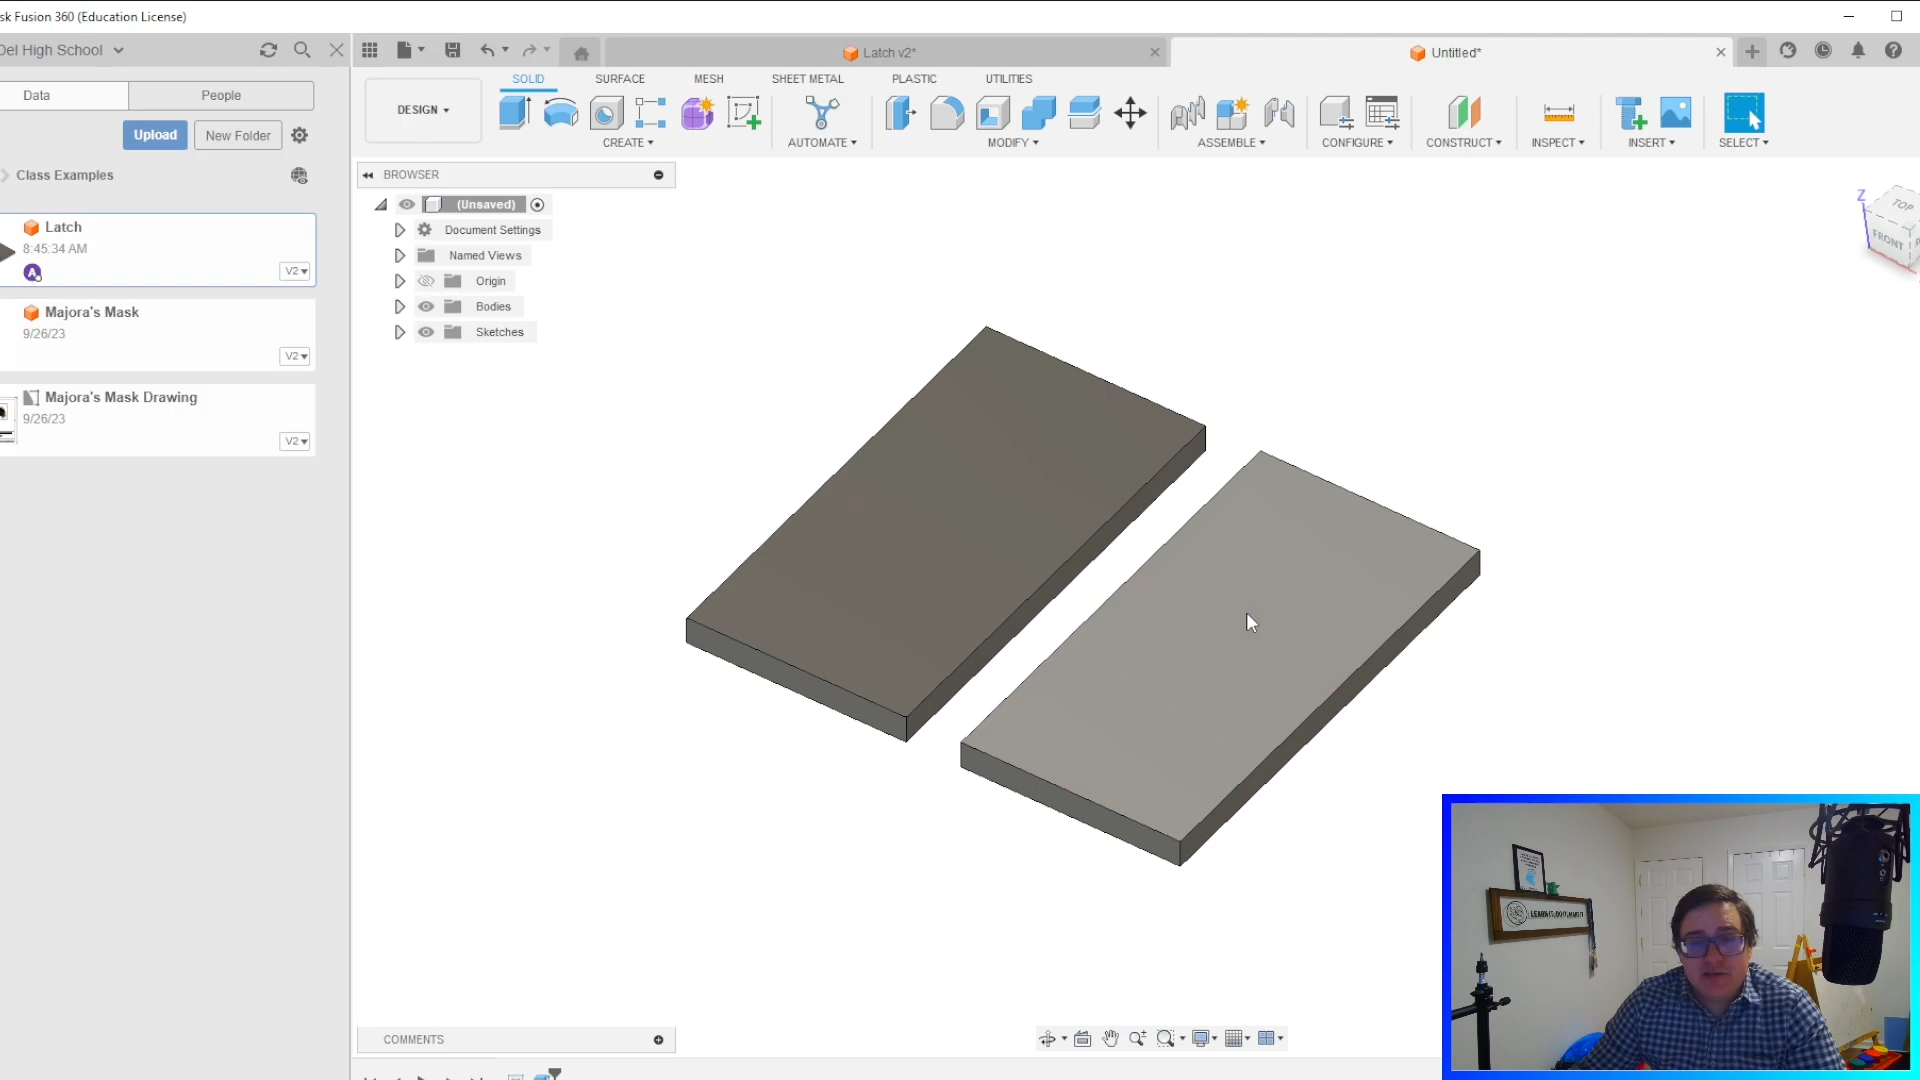 sk Fusion 360 (Education License)
Del High School
Latch v2*
Untitled*
Data
People
Upload
New Folder
Class Examples
Latch
8:45:34 AM
A
V2
Majora's Mask
9/26/23
V2
Majora's Mask Drawing
9/26/23
V2
DESIGN
SOLID
SURFACE
MESH
SHEET METAL
PLASTIC
UTILITIES
CREATE
AUTOMATE
MODIFY
ASSEMBLE
CONFIGURE
CONSTRUCT
INSPECT
INSERT
SELECT
BROWSER
(Unsaved)
Document Settings
Named Views
Origin
Bodies
Sketches
Z
TOP
FRONT
COMMENTS